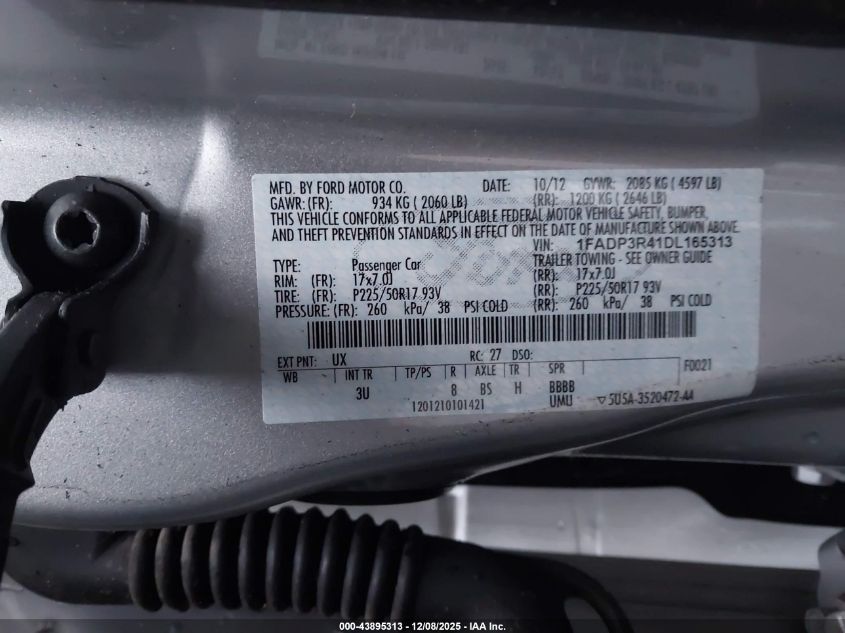 MFD. BY FORD MOTOR CO. DATE: 10/12 GVWR: 2085 KG ( 4597 LB)
GAWR: (FR): 934 KG ( 2060 LB) (RR): 1200 KG ( 2646 LB)
THIS VEHICLE CONFORMS TO ALL APPLICABLE FEDERAL MOTOR VEHICLE SAFETY, BUMPER,
AND THEFT PREVENTION STANDARDS IN EFFECT ON THE DATE OF MANUFACTURE SHOWN ABOVE.
VIN: 1FADP3R41DL165313
TYPE: Passenger Car TRAILER TOWING - SEE OWNER GUIDE
RIM: (FR): 17x7.0J (RR): 17x7.0J
TIRE: (FR): P225/50R17 93V (RR): P225/50R17 93V
PRESSURE: (FR): 260 kPa/ 38 PSI COLD (RR): 260 kPa/ 38 PSI COLD
EXT PNT: UX RC: 27 DSO: F0021
WB INT TR TP/PS R AXLE TR SPR
3U 8 BS H BBBB
1201210101421 UMU ▽5U5A-3520472-AA
000-43895313 - 12/08/2025 - IAA Inc.